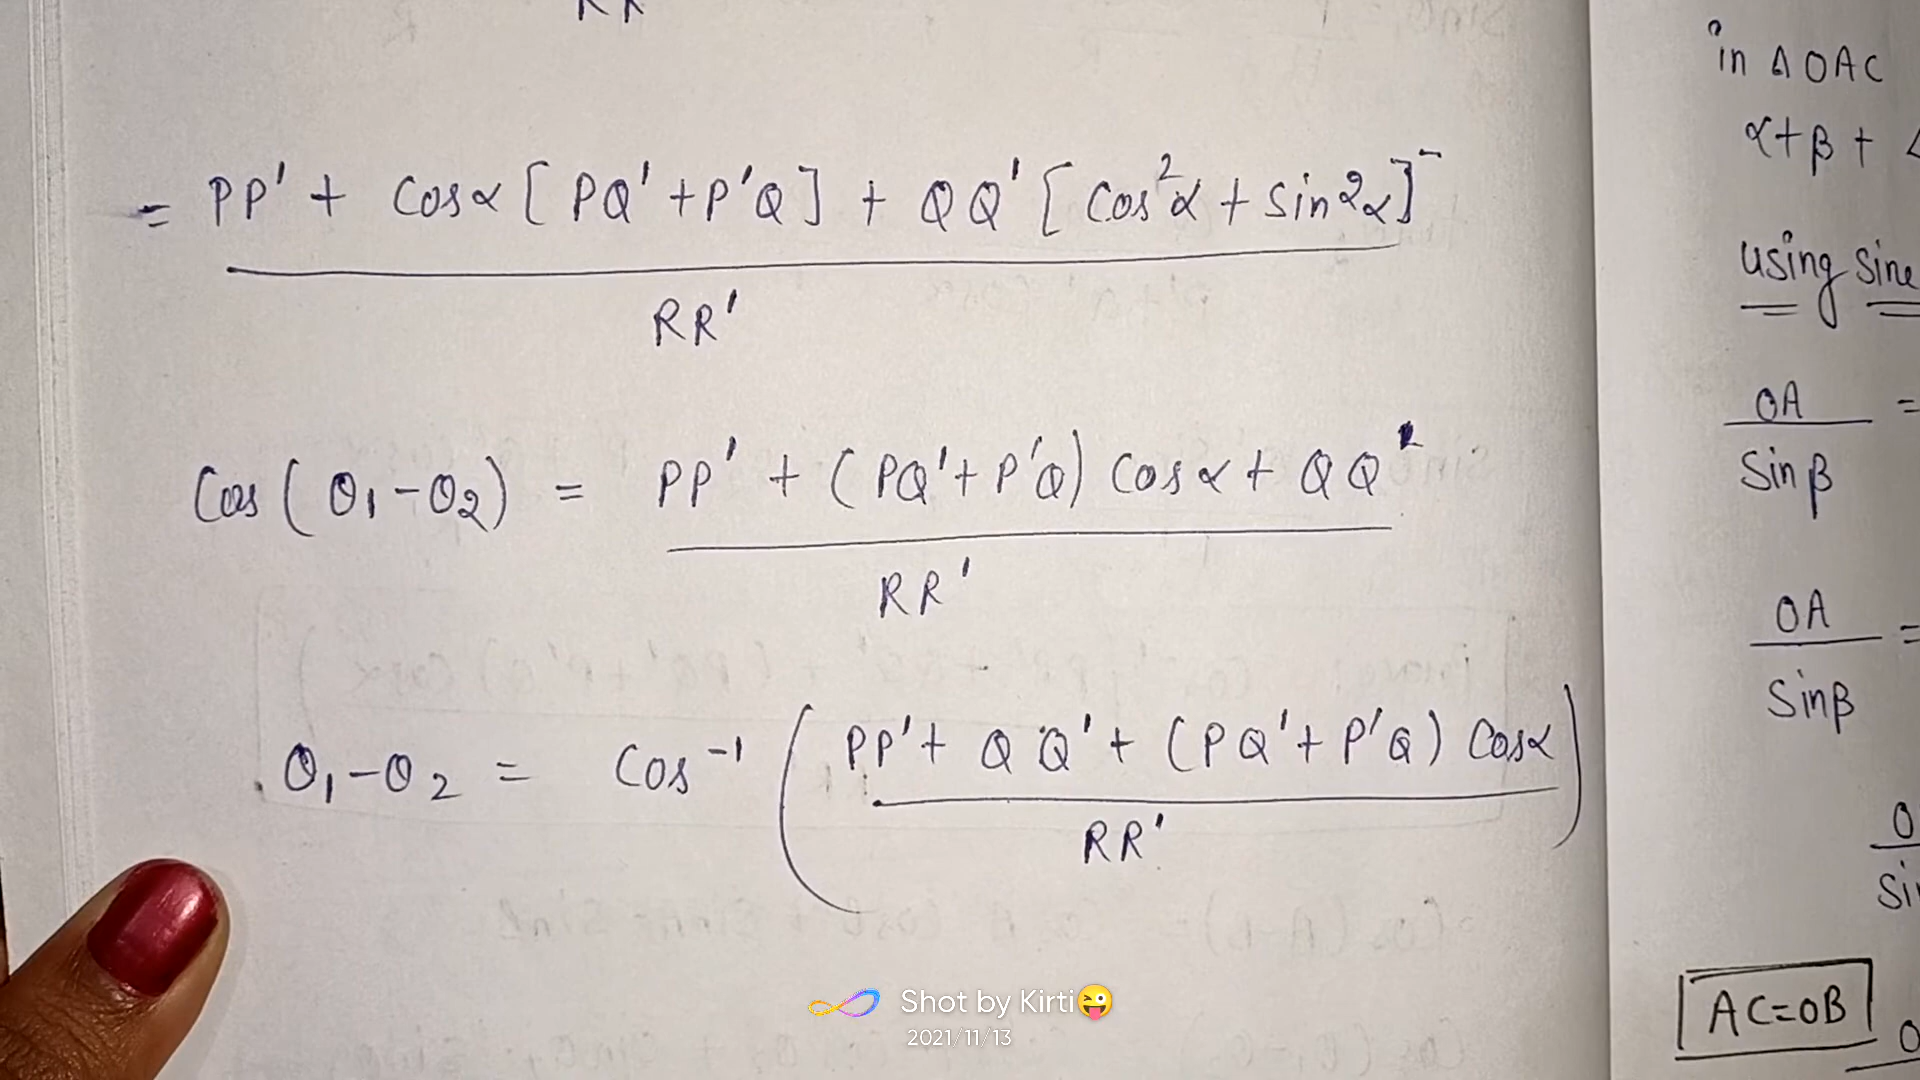 RR'
= PP' + Cosα [PQ' + P'Q] + QQ' [Cos²α + Sin2α]
RR'
Cos (θ₁-θ₂) = PP' + (PQ' + P'Q) Cosα + QQ'
RR'
θ₁-θ₂ = Cos⁻¹ ( PP' + QQ' + (PQ' + P'Q) Cosα )
RR'
in Δ OAC
α+β+
using sine
OA =
Sinβ
OA =
Sinβ
AC=OB
Shot by Kirti😜
2021/11/13